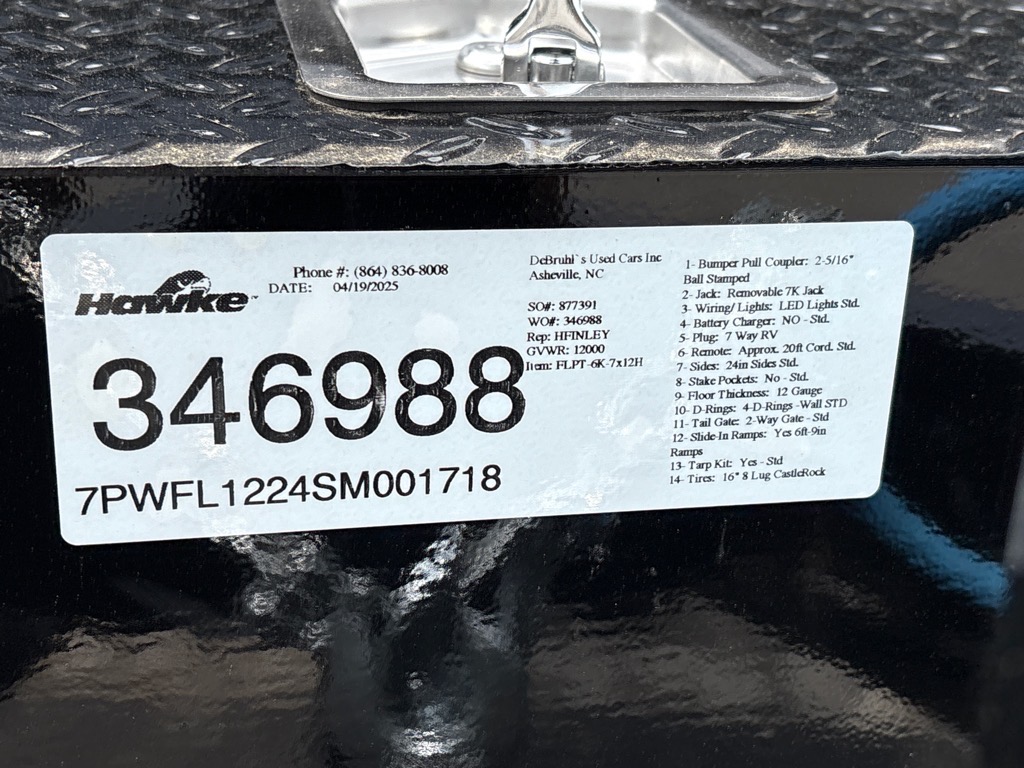 Hawke™
Phone #: (864) 836-8008
DATE: 04/19/2025
346988
7PWFL1224SM001718
DeBruhl`s Used Cars Inc
Asheville, NC
SO#: 877391
WO#: 346988
Rep: HFINLEY
GVWR: 12000
Item: FLPT-6K-7x12H
1- Bumper Pull Coupler: 2-5/16"
Ball Stamped
2- Jack: Removable 7K Jack
3- Wiring/ Lights: LED Lights Std.
4- Battery Charger: NO - Std.
5- Plug: 7 Way RV
6- Remote: Approx. 20ft Cord. Std.
7- Sides: 24in Sides Std.
8- Stake Pockets: No - Std.
9- Floor Thickness: 12 Gauge
10- D-Rings: 4-D-Rings -Wall STD
11- Tail Gate: 2-Way Gate - Std
12- Slide-In Ramps: Yes 6ft-9in
Ramps
13- Tarp Kit: Yes - Std
14- Tires: 16" 8 Lug CastleRock